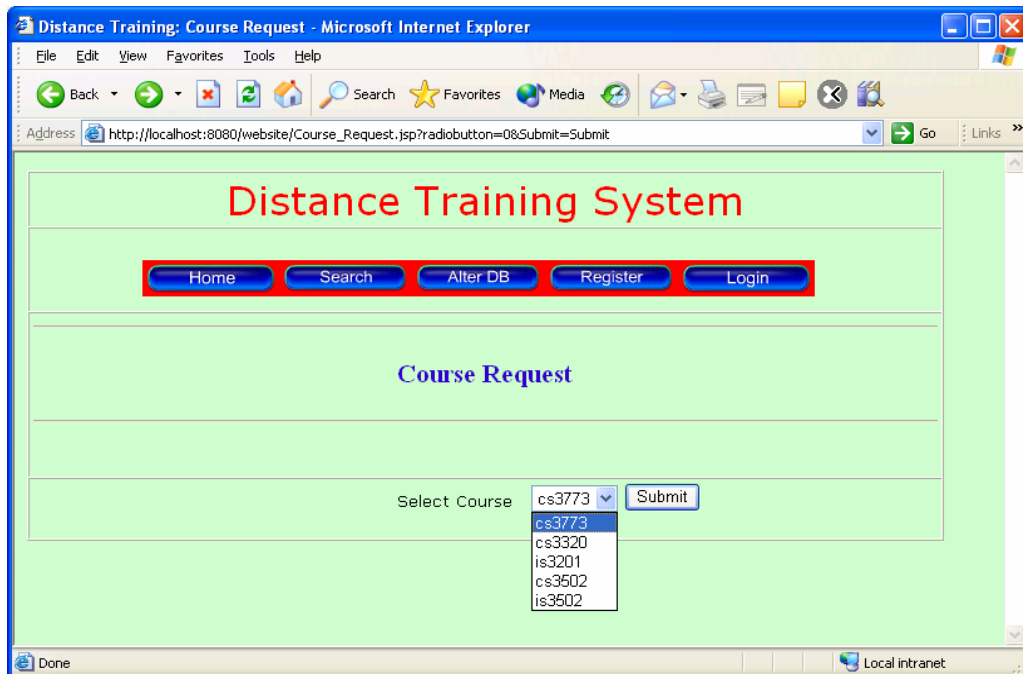 Distance Training: Course Request - Microsoft Internet Explorer
File Edit View Favorites Tools Help
Back Search Favorites Media
Address http://localhost:8080/website/Course_Request.jsp?radiobutton=0&Submit=Submit Go Links »
Distance Training System
Home Search Alter DB Register Login
Course Request
Select Course cs3773 Submit
cs3773
cs3320
is3201
cs3502
is3502
Done Local intranet